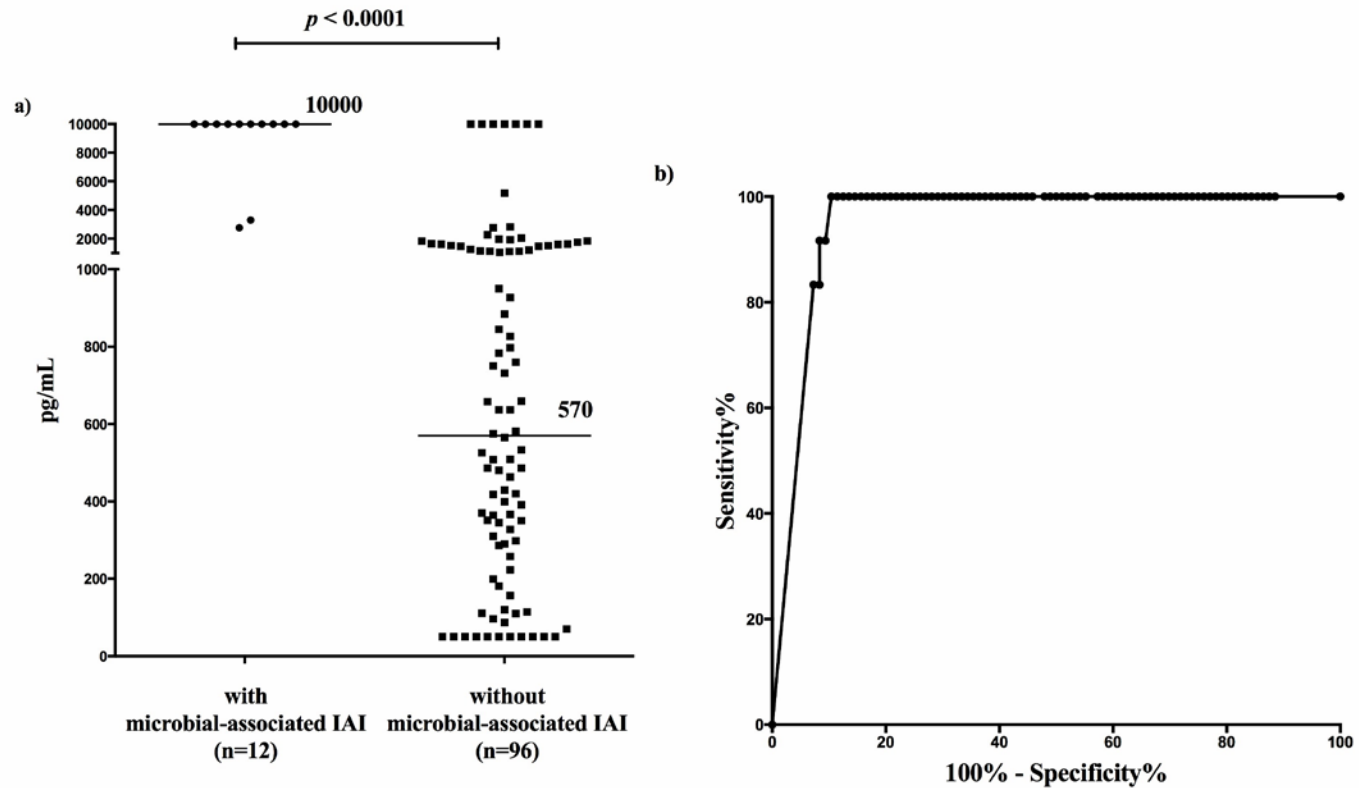 p < 0.0001
a)
10000
10000
8000
6000
4000
2000
1000
800
600
400
200
0
pg/mL
570
with
microbial-associated IAI
(n=12)
without
microbial-associated IAI
(n=96)
b)
100
80
60
40
20
0
Sensitivity%
0
20
40
60
80
100
100% - Specificity%